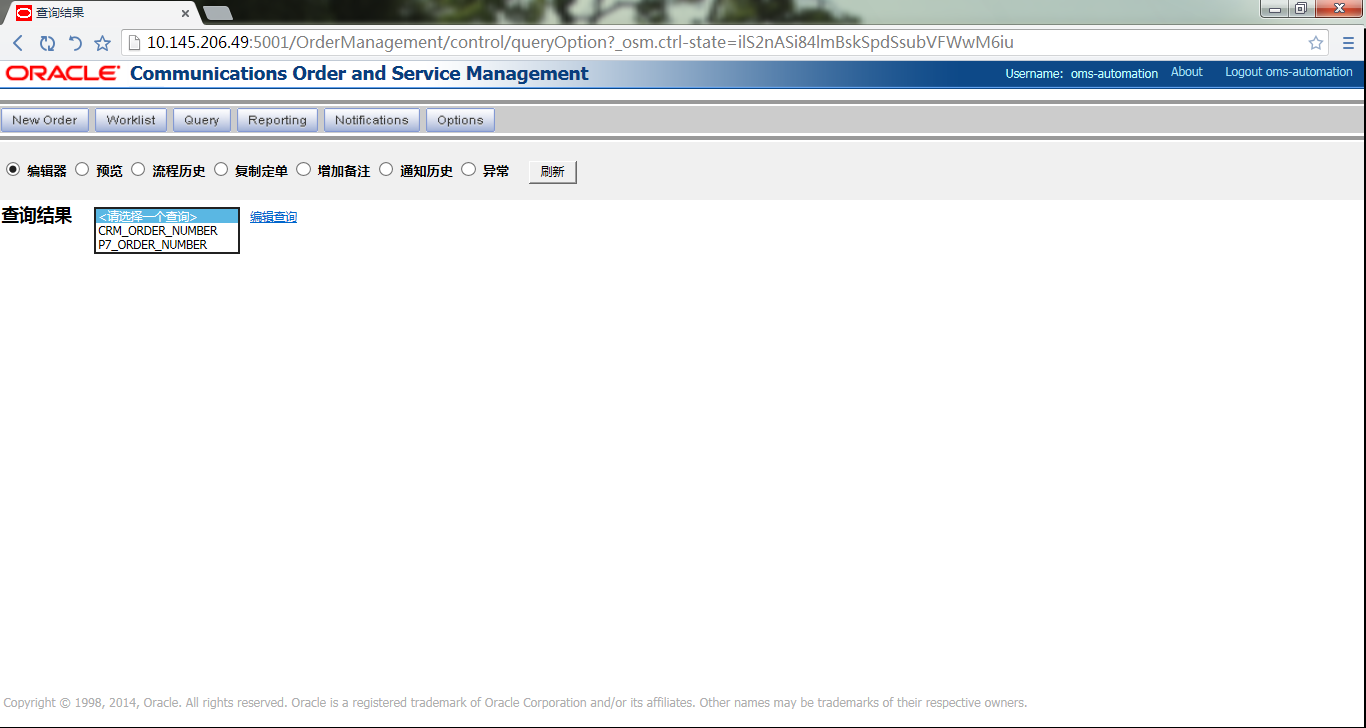 查询结果
10.145.206.49:5001/OrderManagement/control/queryOption?_osm.ctrl-state=ilS2nASi84lmBskSpdSsubVFWwM6iu
ORACLE Communications Order and Service Management Username: oms-automation About Logout oms-automation
New Order Worklist Query Reporting Notifications Options
编辑器 预览 流程历史 复制定单 增加备注 通知历史 异常 刷新
查询结果 <请选择一个查询> 编辑查询
CRM_ORDER_NUMBER
P7_ORDER_NUMBER
Copyright © 1998, 2014, Oracle. All rights reserved. Oracle is a registered trademark of Oracle Corporation and/or its affiliates. Other names may be trademarks of their respective owners.